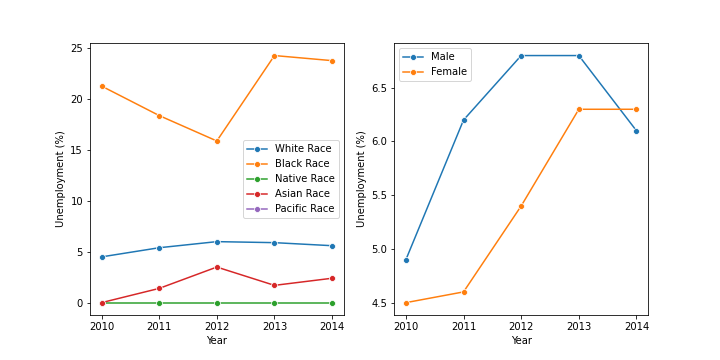 25
20
15
10
5
0
Unemployment (%)
2010 2011 2012 2013 2014
Year
White Race
Black Race
Native Race
Asian Race
Pacific Race
6.5
6.0
5.5
5.0
4.5
Unemployment (%)
2010 2011 2012 2013 2014
Year
Male
Female